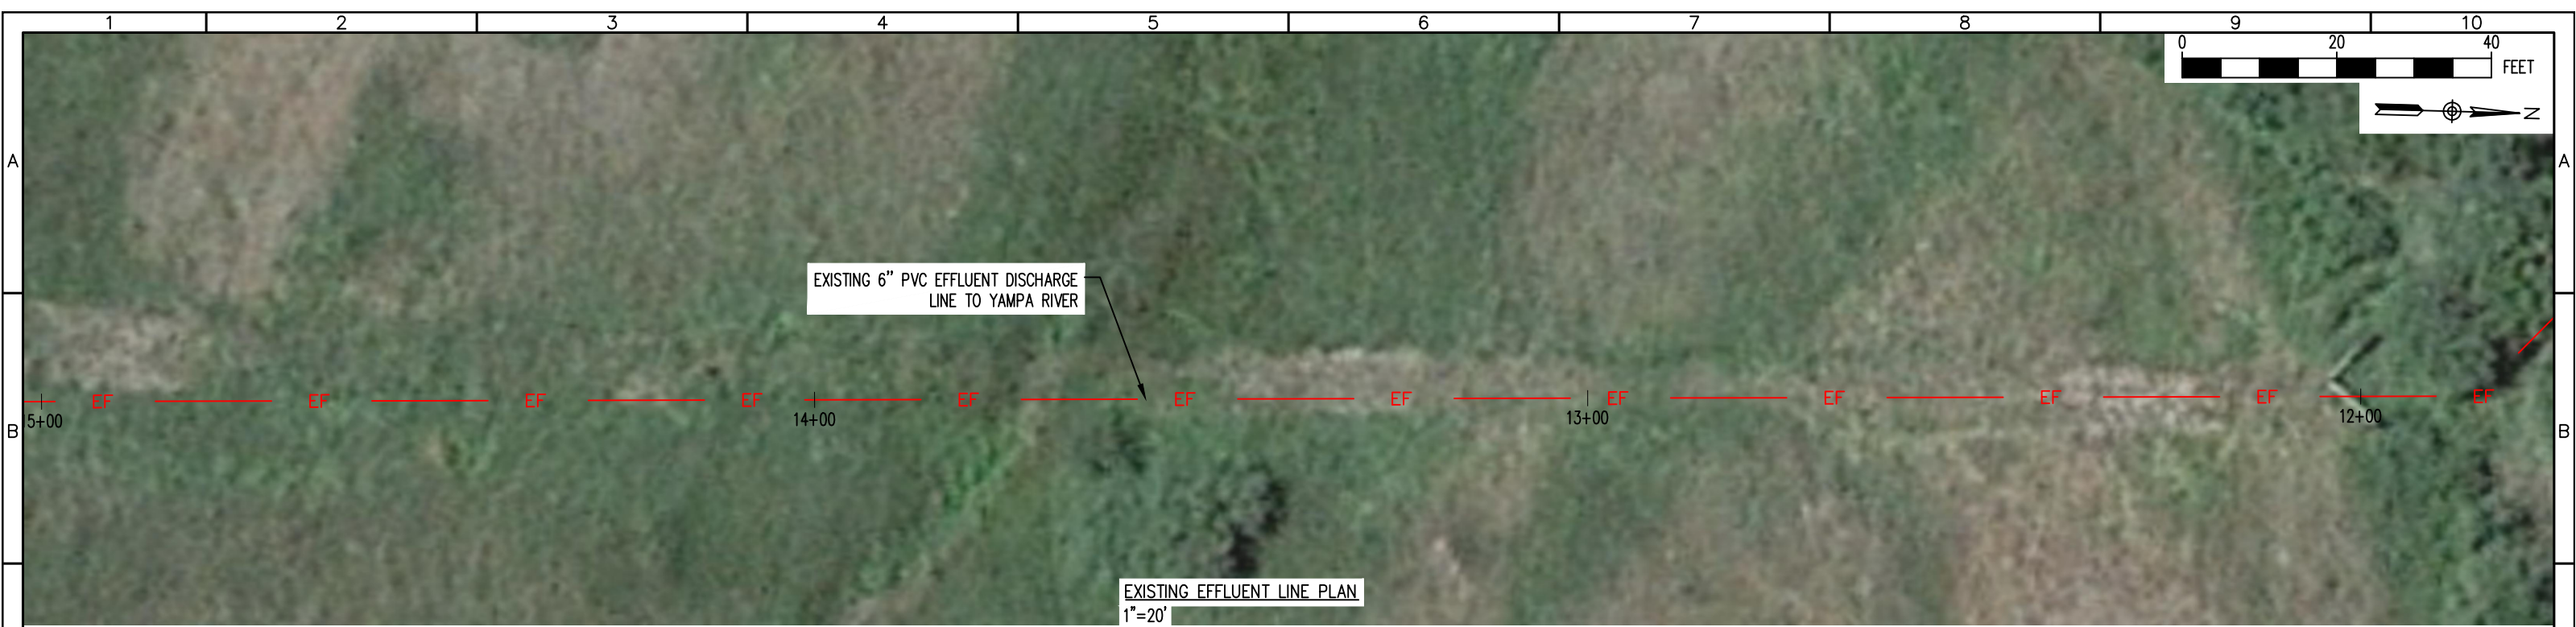 1 2 3 4 5 6 7 8 9 10
0 20 40
FEET
N
A A
EXISTING 6" PVC EFFLUENT DISCHARGE
LINE TO YAMPA RIVER
EF EF EF EF EF EF EF EF EF EF EF EF
15+00 14+00 13+00 12+00
B B
EXISTING EFFLUENT LINE PLAN
1"=20'